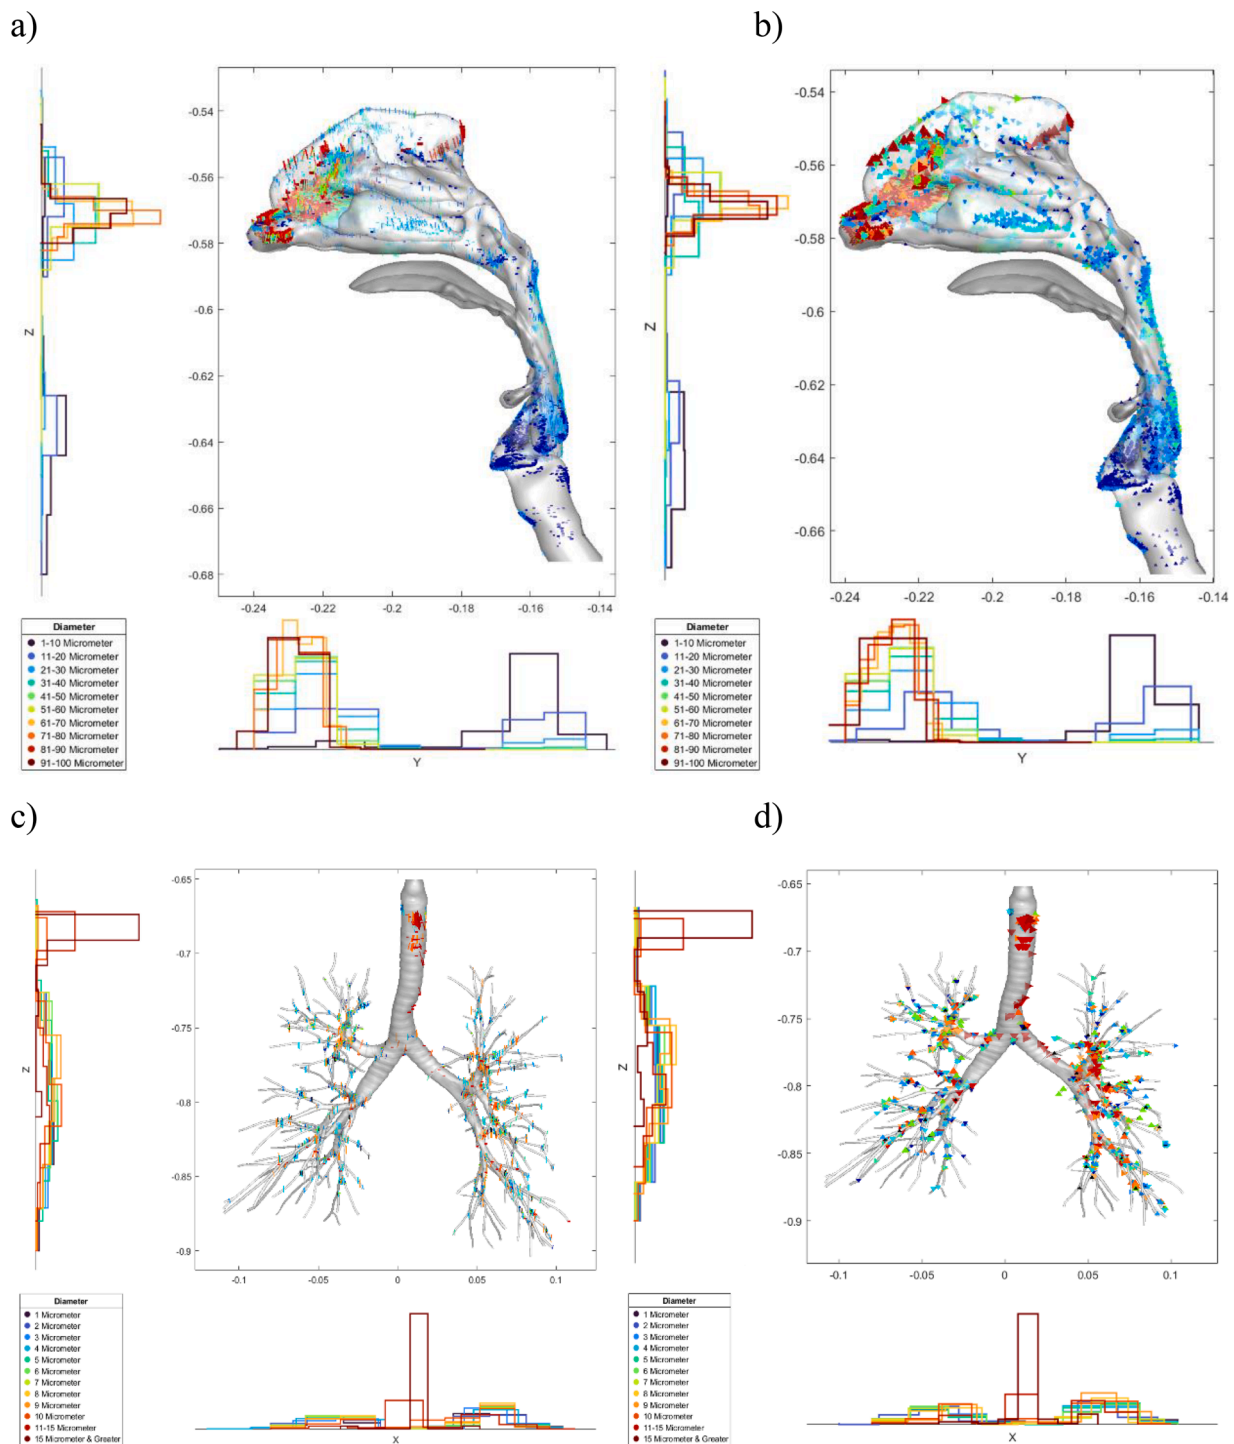 a)
b)
-0.54
-0.56
-0.58
-0.6
-0.62
-0.64
-0.66
-0.68
Z
-0.24
-0.22
-0.2
-0.18
-0.16
-0.14
Y
Diameter
1-10 Micrometer
11-20 Micrometer
21-30 Micrometer
31-40 Micrometer
41-50 Micrometer
51-60 Micrometer
61-70 Micrometer
71-80 Micrometer
81-90 Micrometer
91-100 Micrometer
-0.54
-0.56
-0.58
-0.6
-0.62
-0.64
-0.66
Z
-0.24
-0.22
-0.2
-0.18
-0.16
-0.14
Y
Diameter
1-10 Micrometer
11-20 Micrometer
21-30 Micrometer
31-40 Micrometer
41-50 Micrometer
51-60 Micrometer
61-70 Micrometer
71-80 Micrometer
81-90 Micrometer
91-100 Micrometer
c)
d)
-0.65
-0.7
-0.75
-0.8
-0.85
-0.9
Z
-0.1
-0.05
0
0.05
0.1
X
Diameter
1 Micrometer
2 Micrometer
3 Micrometer
4 Micrometer
5 Micrometer
6 Micrometer
7 Micrometer
8 Micrometer
9 Micrometer
10 Micrometer
11-15 Micrometer
15 Micrometer & Greater
-0.65
-0.7
-0.75
-0.8
-0.85
-0.9
Z
-0.1
-0.05
0
0.05
0.1
X
Diameter
1 Micrometer
2 Micrometer
3 Micrometer
4 Micrometer
5 Micrometer
6 Micrometer
7 Micrometer
8 Micrometer
9 Micrometer
10 Micrometer
11-15 Micrometer
15 Micrometer & Greater